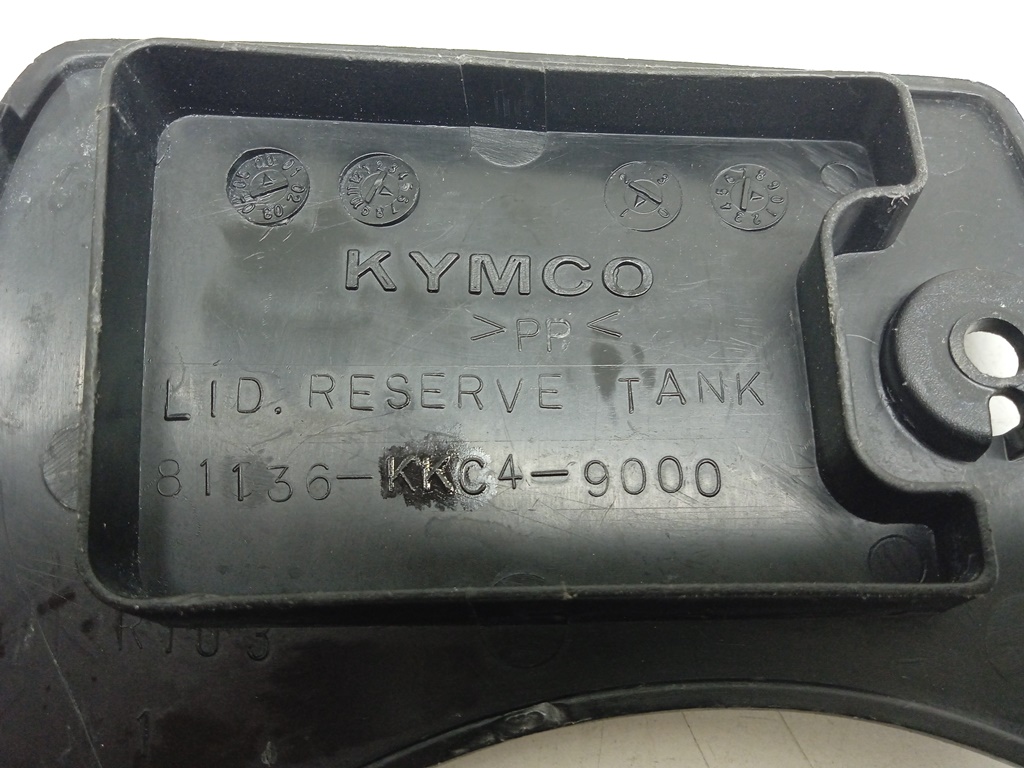 KYMCO
>PP<
LID. RESERVE TANK
81136-KKC4-9000